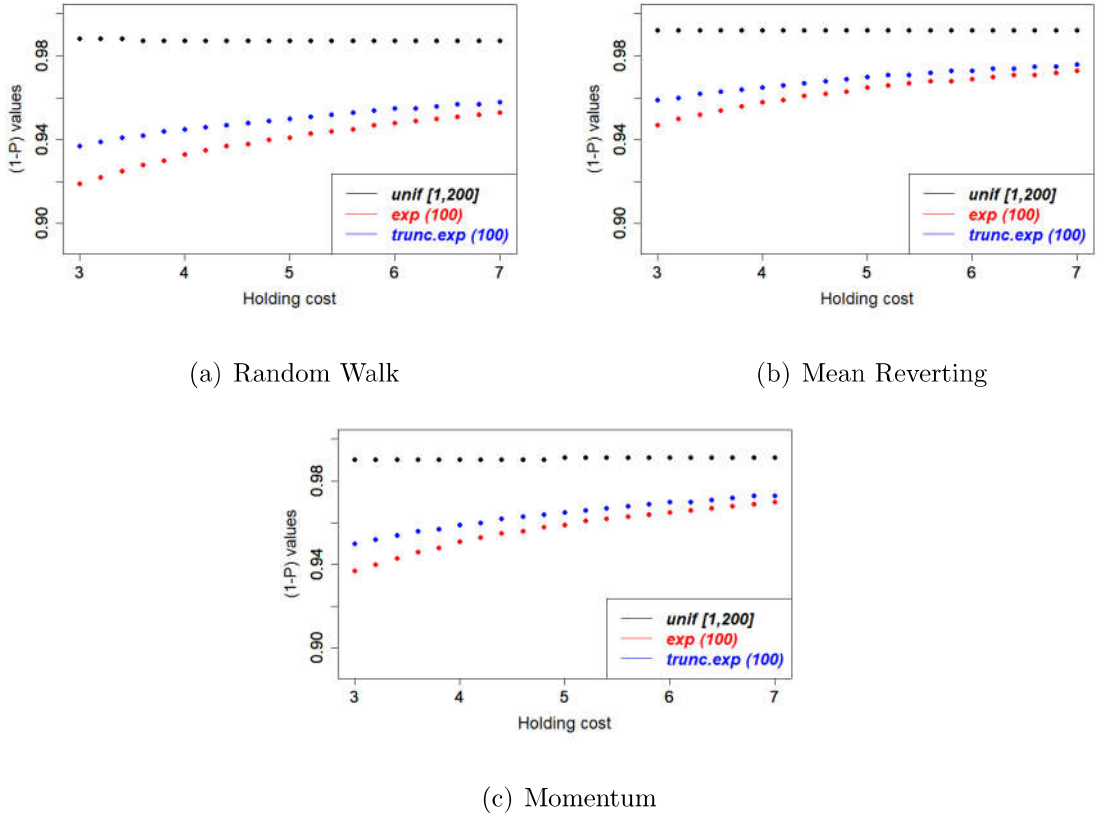 (1-P) values
0.98
0.94
0.90
unif [1,200]
exp (100)
trunc.exp (100)
3 4 5 6 7
Holding cost
(a) Random Walk
(1-P) values
0.98
0.94
0.90
unif [1,200]
exp (100)
trunc.exp (100)
3 4 5 6 7
Holding cost
(b) Mean Reverting
(1-P) values
0.98
0.94
0.90
unif [1,200]
exp (100)
trunc.exp (100)
3 4 5 6 7
Holding cost
(c) Momentum